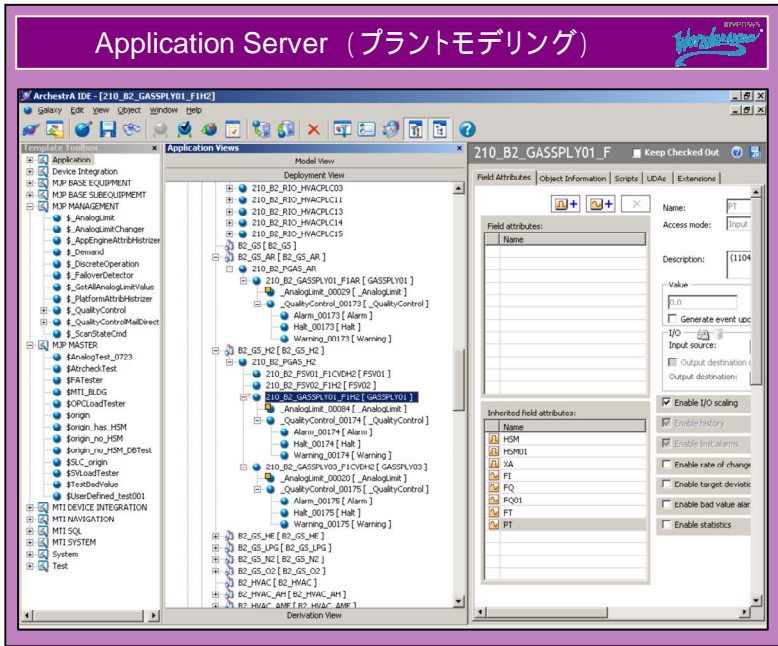 Application Server （プラントモデリング）
invensys
Wonderware
ArchestrA IDE - [210_B2_GASSPLY01_F1H2]
Galaxy Edit View Object Window Help
Template Toolbox
Application
Device Integration
MJP BASE EQUIPMENT
MJP BASE SUBEQUIPMEMT
MJP MANAGEMENT
$_AnalogLimit
$_AnalogLimitChanger
$_AppEngineAttribHistrizer
$_Demand
$_DiscreteOperation
$_FailoverDetector
$_GetAllAnalogLimitValue
$_PlatformAttribHistrizer
$_QualityControl
$_QualityControlMailDirect
$_ScanStateCmd
MJP MASTER
$AnalogTest_0723
$AtrcheckTest
$FATester
$MTI_BLDG
$OPCLoadTester
$origin
$origin_has_HSM
$origin_no_HSM
$origin_no_HSM_DBTest
$SLC_origin
$SVLoadTester
$TestBadValue
$UserDefined_test001
MTI DEVICE INTEGRATION
MTI NAVIGATION
MTI SQL
MTI SYSTEM
System
Test
Application Views
Model View
Deployment View
210_B2_RIO_HVACPLC03
210_B2_RIO_HVACPLC11
210_B2_RIO_HVACPLC13
210_B2_RIO_HVACPLC14
210_B2_RIO_HVACPLC15
B2_GS [ B2_GS ]
B2_GS_AR [ B2_GS_AR ]
210_B2_PGAS_AR
210_B2_GASSPLY01_F1AR [ GASSPLY01 ]
_AnalogLimit_00029 [ _AnalogLimit ]
_QualityControl_00173 [ _QualityControl ]
Alarm_00173 [ Alarm ]
Halt_00173 [ Halt ]
Warning_00173 [ Warning ]
B2_GS_H2 [ B2_GS_H2 ]
210_B2_PGAS_H2
210_B2_FSV01_F1CVDH2 [ FSV01 ]
210_B2_FSV02_F1H2 [ FSV02 ]
210_B2_GASSPLY01_F1H2 [ GASSPLY01 ]
_AnalogLimit_00084 [ _AnalogLimit ]
_QualityControl_00174 [ _QualityControl ]
Alarm_00174 [ Alarm ]
Halt_00174 [ Halt ]
Warning_00174 [ Warning ]
210_B2_GASSPLY03_F1CVDH2 [ GASSPLY03 ]
_AnalogLimit_00020 [ _AnalogLimit ]
_QualityControl_00175 [ _QualityControl ]
Alarm_00175 [ Alarm ]
Halt_00175 [ Halt ]
Warning_00175 [ Warning ]
B2_GS_HE [ B2_GS_HE ]
B2_GS_LPG [ B2_GS_LPG ]
B2_GS_N2 [ B2_GS_N2 ]
B2_GS_O2 [ B2_GS_O2 ]
B2_HVAC [ B2_HVAC ]
B2_HVAC_AH [ B2_HVAC_AH ]
B2_HVAC_AME [ B2_HVAC_AME ]
Derivation View
210_B2_GASSPLY01_F
Keep Checked Out
Field Attributes Object Information Scripts UDAs Extensions
Field attributes:
Name
Inherited field attributes:
Name
HSM
HSM01
XA
FI
FQ
FQ01
FT
PT
Name: PT
Access mode: Input
Description: (1104
Value
0.0
Generate event upo
I/O
Input source:
Output destination
Output destination:
Enable I/O scaling
Enable history
Enable limit alarms
Enable rate of change
Enable target deviatio
Enable bad value alar
Enable statistics